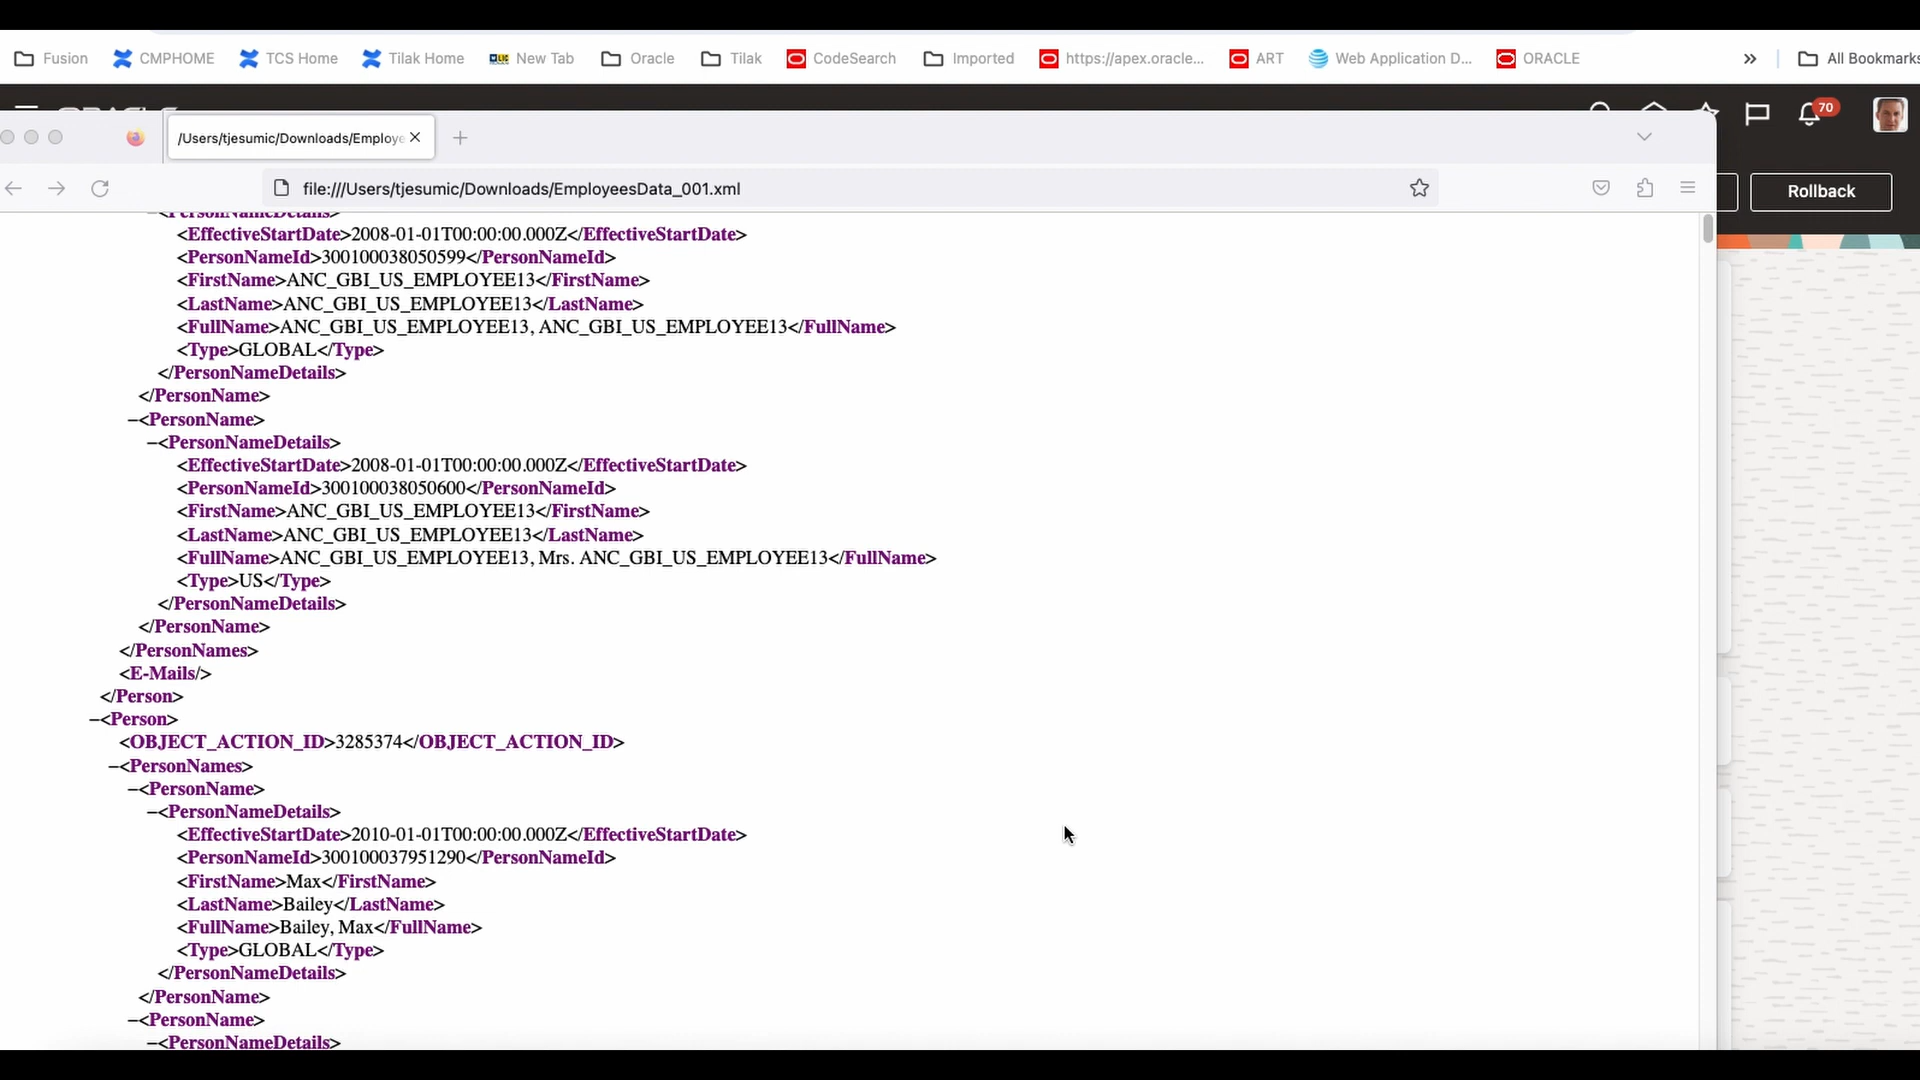 Fusion
CMPHOME
TCS Home
Tilak Home
New Tab
Oracle
Tilak
CodeSearch
Imported
https://apex.oracle...
ART
Web Application D...
ORACLE
»
All Bookmarks
70
/Users/tjesumic/Downloads/Employe
file:///Users/tjesumic/Downloads/EmployeesData_001.xml
Rollback
–<PersonNameDetails>
<EffectiveStartDate>2008-01-01T00:00:00.000Z</EffectiveStartDate>
<PersonNameId>300100038050599</PersonNameId>
<FirstName>ANC_GBI_US_EMPLOYEE13</FirstName>
<LastName>ANC_GBI_US_EMPLOYEE13</LastName>
<FullName>ANC_GBI_US_EMPLOYEE13, ANC_GBI_US_EMPLOYEE13</FullName>
<Type>GLOBAL</Type>
</PersonNameDetails>
</PersonName>
–<PersonName>
–<PersonNameDetails>
<EffectiveStartDate>2008-01-01T00:00:00.000Z</EffectiveStartDate>
<PersonNameId>300100038050600</PersonNameId>
<FirstName>ANC_GBI_US_EMPLOYEE13</FirstName>
<LastName>ANC_GBI_US_EMPLOYEE13</LastName>
<FullName>ANC_GBI_US_EMPLOYEE13, Mrs. ANC_GBI_US_EMPLOYEE13</FullName>
<Type>US</Type>
</PersonNameDetails>
</PersonName>
</PersonNames>
<E-Mails/>
</Person>
–<Person>
<OBJECT_ACTION_ID>3285374</OBJECT_ACTION_ID>
–<PersonNames>
–<PersonName>
–<PersonNameDetails>
<EffectiveStartDate>2010-01-01T00:00:00.000Z</EffectiveStartDate>
<PersonNameId>300100037951290</PersonNameId>
<FirstName>Max</FirstName>
<LastName>Bailey</LastName>
<FullName>Bailey, Max</FullName>
<Type>GLOBAL</Type>
</PersonNameDetails>
</PersonName>
–<PersonName>
–<PersonNameDetails>